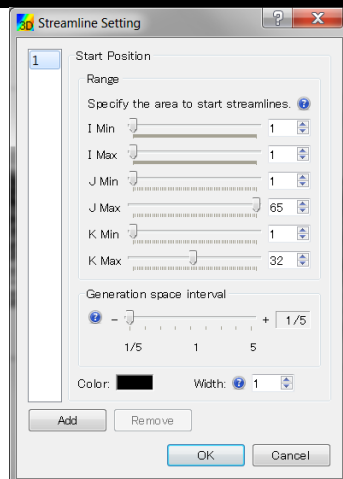 3D Streamline Setting
1
Start Position
Range
Specify the area to start streamlines. ?
I Min 1
I Max 1
J Min 1
J Max 65
K Min 1
K Max 32
Generation space interval
? - + 1/5
1/5 1 5
Color: Width: ? 1
Add Remove
OK Cancel